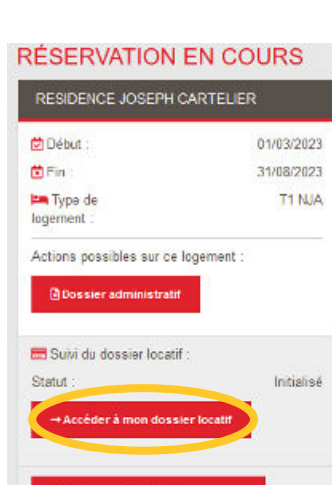 RÉSERVATION EN COURS
RESIDENCE JOSEPH CARTELIER
Début : 01/03/2023
Fin : 31/08/2023
Type de T1 NJA
logement :
Actions possibles sur ce logement :
Dossier administratif
Suivi du dossier locatif :
Statut : Initialisé
→ Accéder à mon dossier locatif